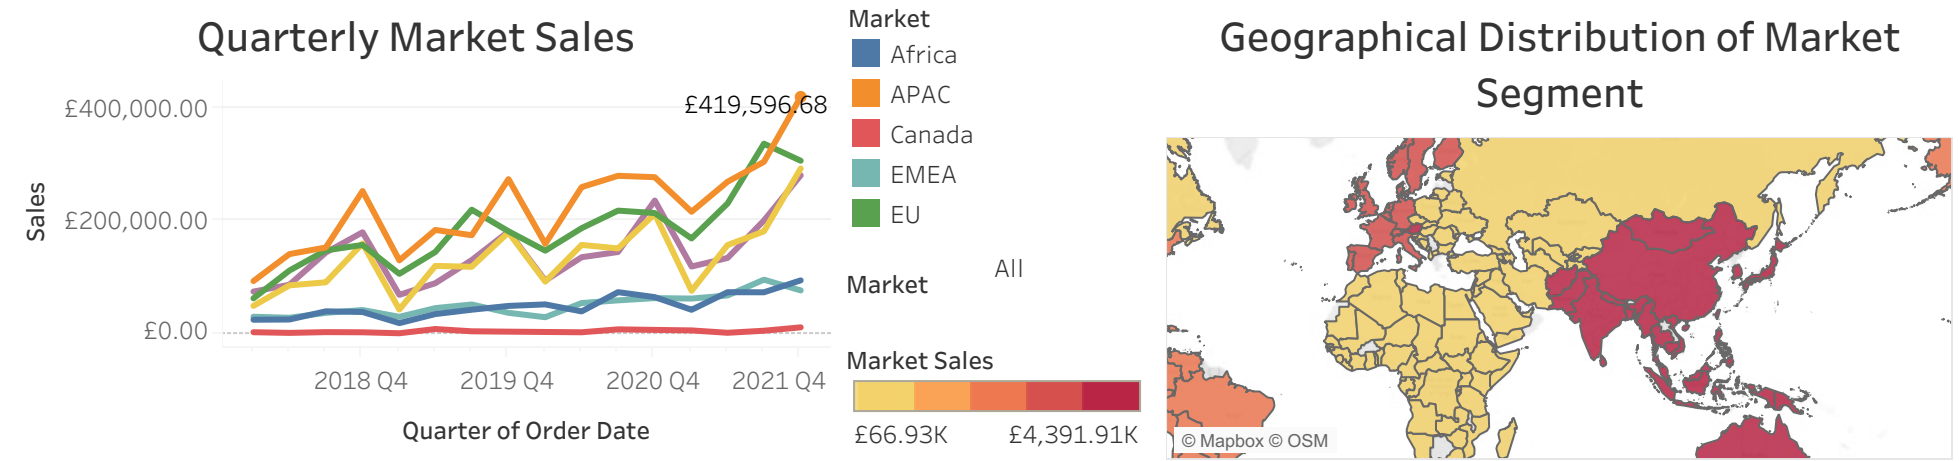 Quarterly Market Sales
£400,000.00
£200,000.00
£0.00
Sales
£419,596.68
2018 Q4
2019 Q4
2020 Q4
2021 Q4
Quarter of Order Date
Market
Africa
APAC
Canada
EMEA
EU
Market
All
Market Sales
£66.93K
£4,391.91K
Geographical Distribution of Market
Segment
© Mapbox © OSM